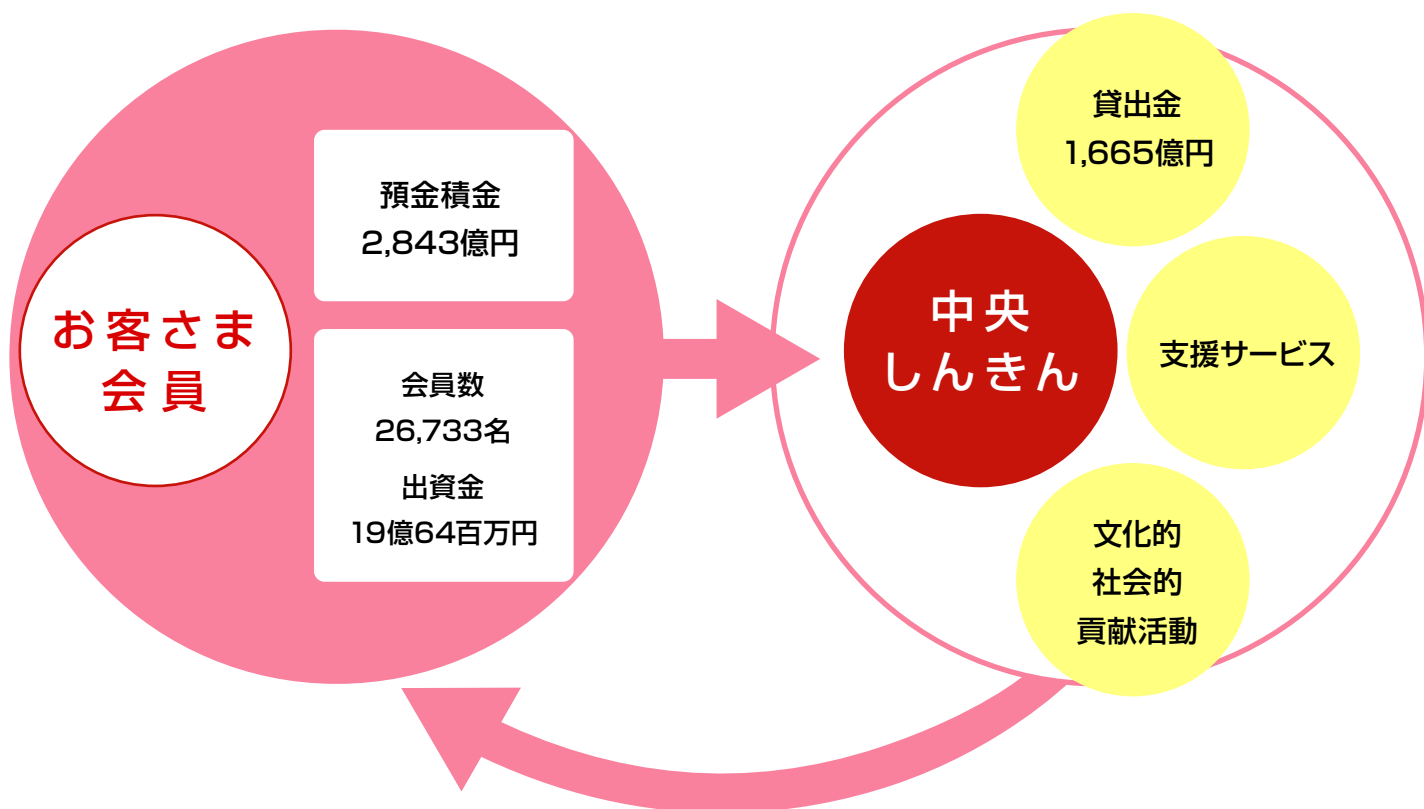 お客さま
会員
預金積金
2,843億円
会員数
26,733名
出資金
19億64百万円
中央
しんきん
貸出金
1,665億円
支援サービス
文化的
社会的
貢献活動